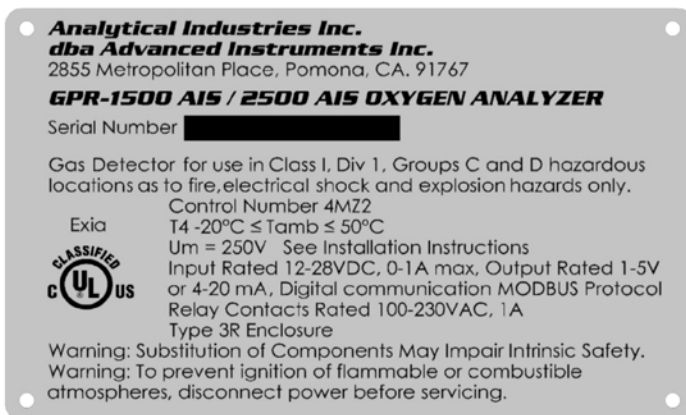 Analytical Industries Inc.
dba Advanced Instruments Inc.
2855 Metropolitan Place, Pomona, CA. 91767
GPR-1500 AIS / 2500 AIS OXYGEN ANALYZER
Serial Number
Gas Detector for use in Class I, Div 1, Groups C and D hazardous
locations as to fire,electrical shock and explosion hazards only.
Control Number 4MZ2
Exia T4 -20°C ≤ Tamb ≤ 50°C
Um = 250V See Installation Instructions
CLASSIFIED
C UL US
Input Rated 12-28VDC, 0-1A max, Output Rated 1-5V
or 4-20 mA, Digital communication MODBUS Protocol
Relay Contacts Rated 100-230VAC, 1A
Type 3R Enclosure
Warning: Substitution of Components May Impair Intrinsic Safety.
Warning: To prevent ignition of flammable or combustible
atmospheres, disconnect power before servicing.